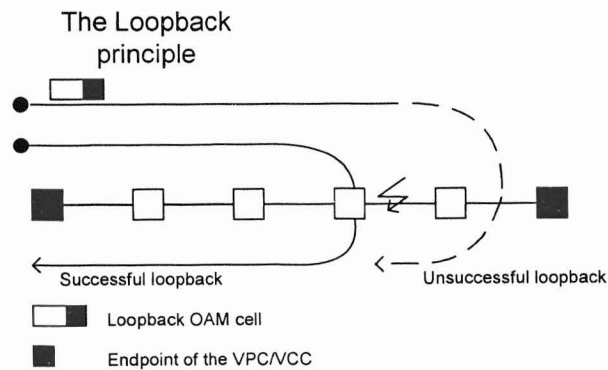 The Loopback
principle
Successful loopback
Unsuccessful loopback
Loopback OAM cell
Endpoint of the VPC/VCC